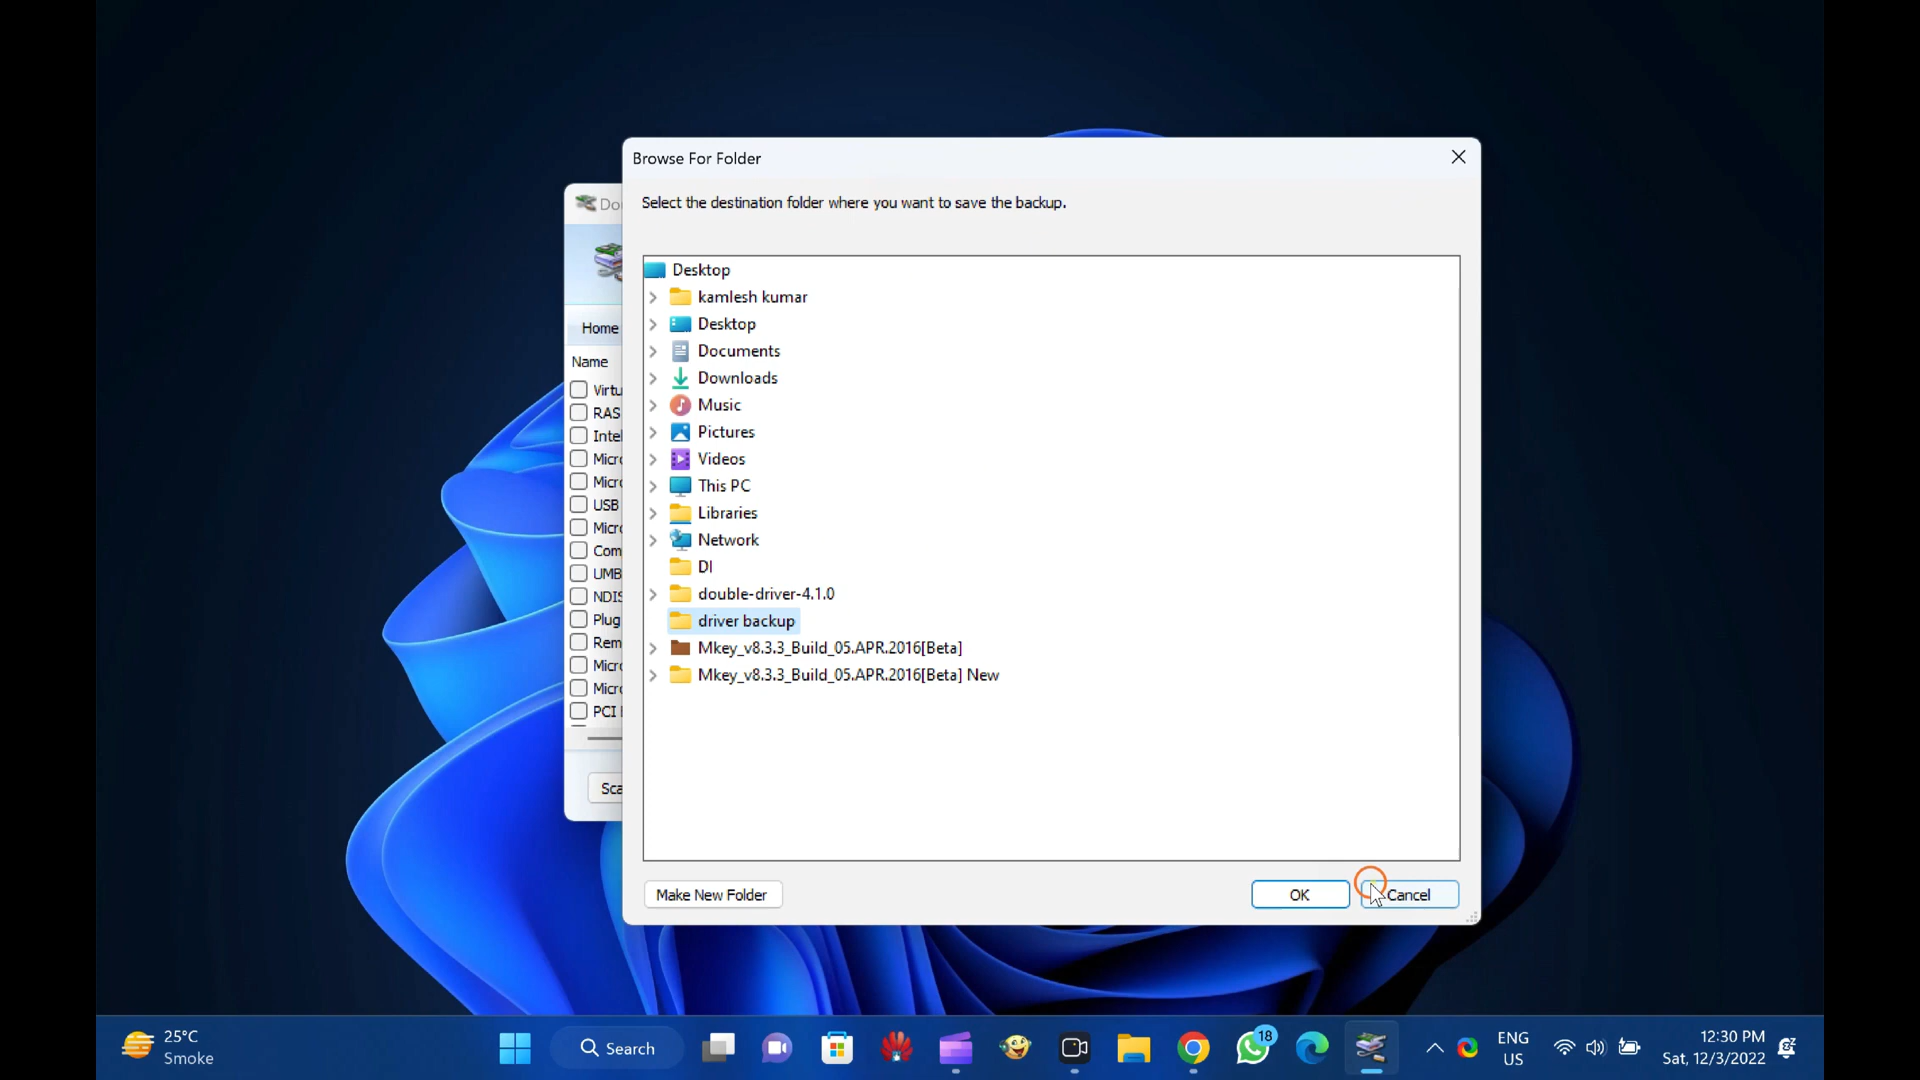 Browse For Folder
Select the destination folder where you want to save the backup.
Desktop
kamlesh kumar
Desktop
Documents
Downloads
Music
Pictures
Videos
This PC
Libraries
Network
DI
double-driver-4.1.0
driver backup
Mkey_v8.3.3_Build_05.APR.2016[Beta]
Mkey_v8.3.3_Build_05.APR.2016[Beta] New
Make New Folder
OK
Cancel
Dou
Home
Name
Virtu
RAS
Intel
Micro
Micro
USB
Micro
Com
UMB
NDIS
Plug
Rem
Micro
Micro
PCI
Sca
25°C
Smoke
Search
18
ENG
US
12:30 PM
Sat, 12/3/2022